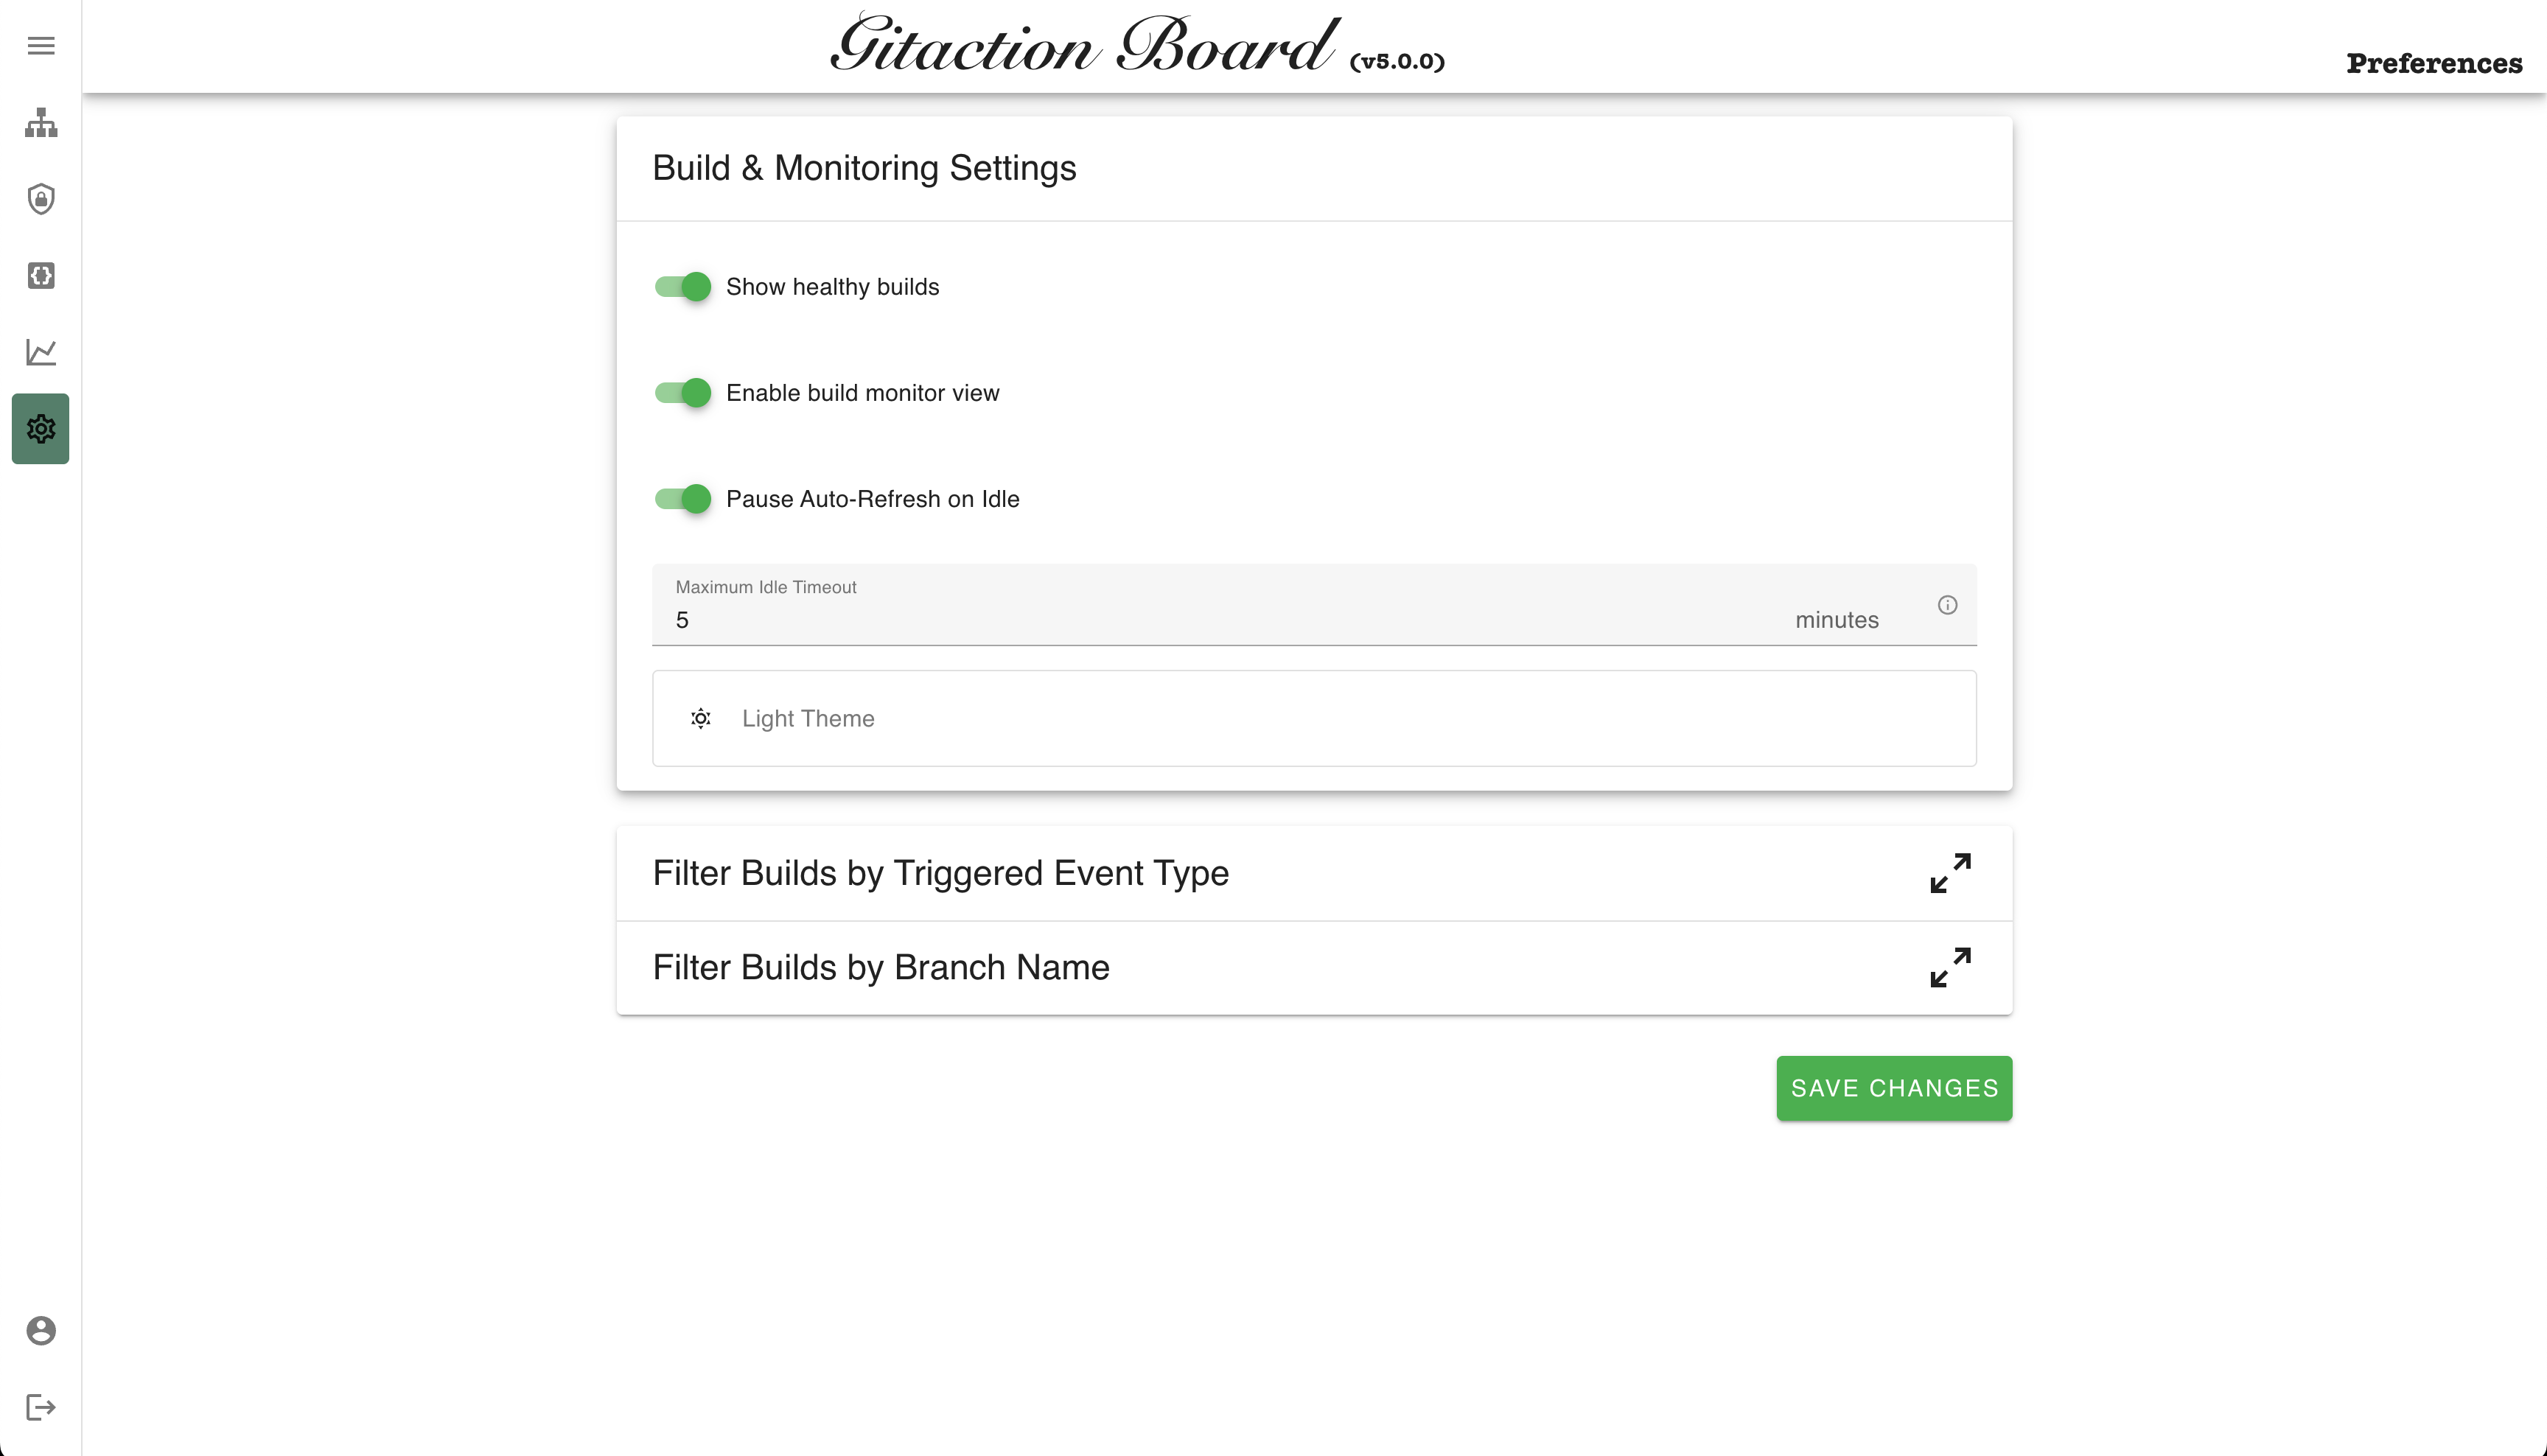 Gitaction Board (v5.0.0)
Preferences
Build & Monitoring Settings
Show healthy builds
Enable build monitor view
Pause Auto-Refresh on Idle
Maximum Idle Timeout
5 minutes
Light Theme
Filter Builds by Triggered Event Type
Filter Builds by Branch Name
SAVE CHANGES